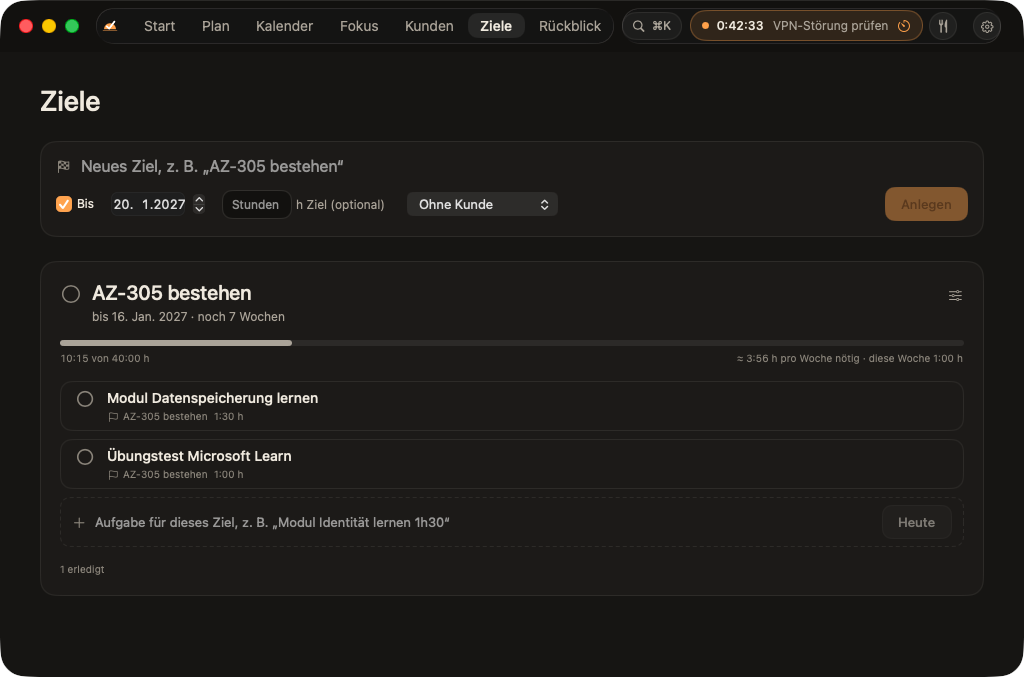 Start Plan Kalender Fokus Kunden Ziele Rückblick ⌘K 0:42:33 VPN-Störung prüfen
Ziele
Neues Ziel, z. B. „AZ-305 bestehen“
Bis 20. 1.2027 Stunden h Ziel (optional) Ohne Kunde Anlegen
AZ-305 bestehen
bis 16. Jan. 2027 · noch 7 Wochen
10:15 von 40:00 h ≈ 3:56 h pro Woche nötig · diese Woche 1:00 h
Modul Datenspeicherung lernen
AZ-305 bestehen 1:30 h
Übungstest Microsoft Learn
AZ-305 bestehen 1:00 h
Aufgabe für dieses Ziel, z. B. „Modul Identität lernen 1h30“ Heute
1 erledigt